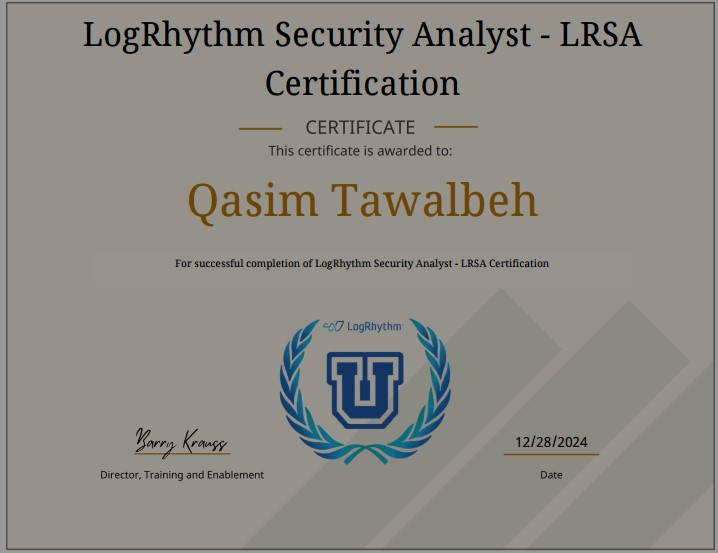 LogRhythm Security Analyst - LRSA
Certification
CERTIFICATE
This certificate is awarded to:
Qasim Tawalbeh
For successful completion of LogRhythm Security Analyst - LRSA Certification
LogRhythm
U
Barry Krauss
12/28/2024
Director, Training and Enablement
Date